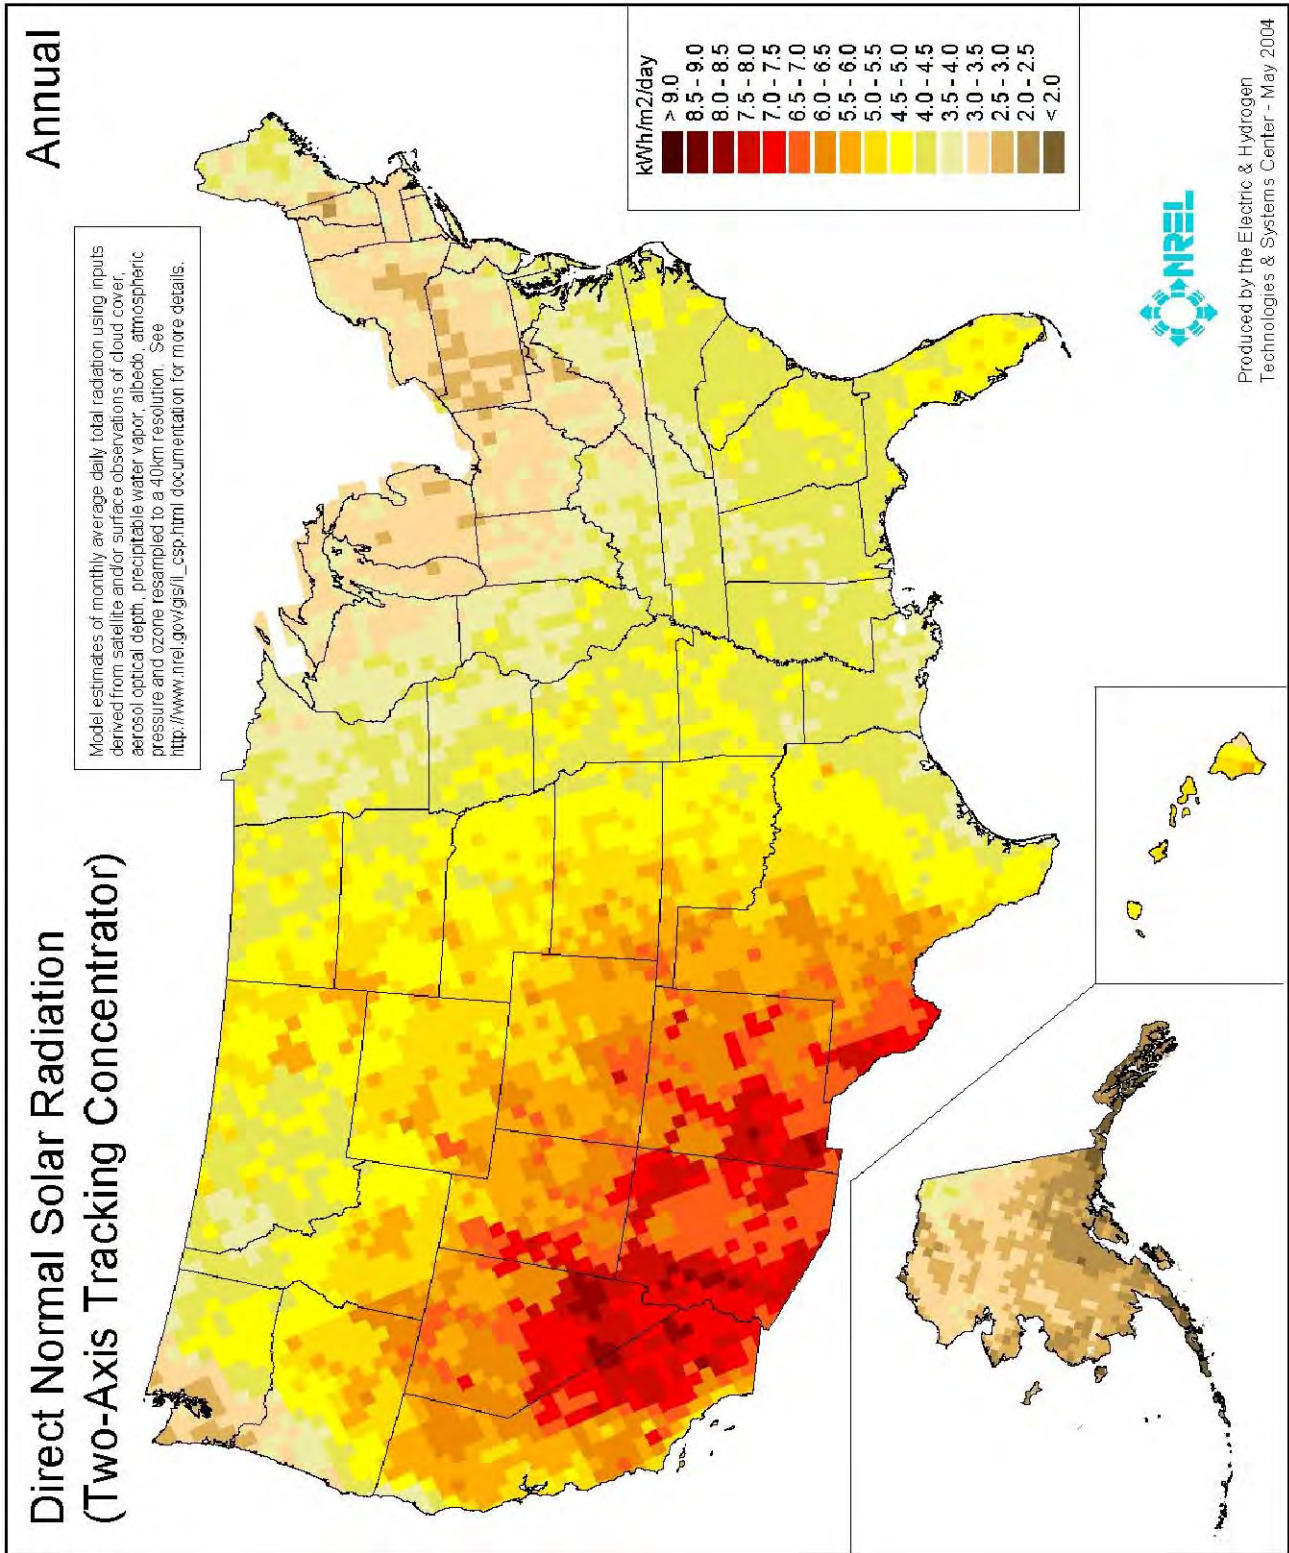 Direct Normal Solar Radiation
(Two-Axis Tracking Concentrator)
Annual
Model estimates of monthly average daily total radiation using inputs
derived from satellite and/or surface observations of cloud cover,
aerosol optical depth, precipitable water vapor, albedo, atmospheric
pressure and ozone resampled to a 40km resolution. See
http://www.nrel.gov/gis/il_csp.html documentation for more details.
kWh/m2/day
> 9.0
8.5 - 9.0
8.0 - 8.5
7.5 - 8.0
7.0 - 7.5
6.5 - 7.0
6.0 - 6.5
5.5 - 6.0
5.0 - 5.5
4.5 - 5.0
4.0 - 4.5
3.5 - 4.0
3.0 - 3.5
2.5 - 3.0
2.0 - 2.5
< 2.0
NREL
Produced by the Electric & Hydrogen
Technologies & Systems Center - May 2004